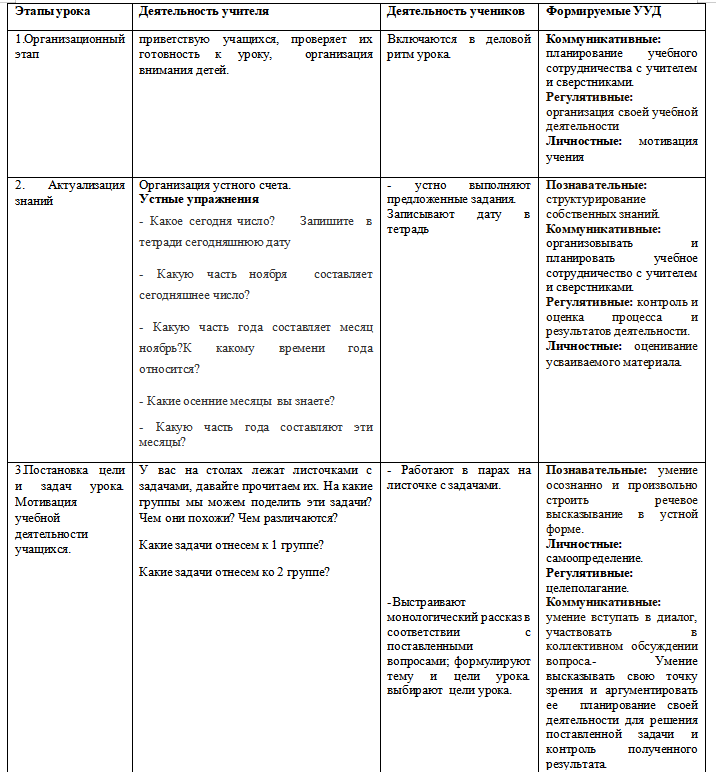 Этапы урока
Деятельность учителя
Деятельность учеников
Формируемые УУД
1.Организационный
этап
приветствую учащихся, проверяет их
готовность к уроку, организация
внимания детей.
Включаются в деловой
ритм урока.
Коммуникативные:
планирование учебного
сотрудничества с учителем
и сверстниками.
Регулятивные:
организация своей учебной
деятельности
Личностные: мотивация
учения
2. Актуализация
знаний
Организация устного счета.
Устные упражнения
- Какое сегодня число? Запишите в
тетради сегодняшнюю дату
- Какую часть ноября составляет
сегодняшнее число?
- Какую часть года составляет месяц
ноябрь?К какому времени года
относится?
- Какие осенние месяцы вы знаете?
- Какую часть года составляют эти
месяцы?
- устно выполняют
предложенные задания.
Записывают дату в
тетрадь
Познавательные:
структурирование
собственных знаний.
Коммуникативные:
организовывать и
планировать учебное
сотрудничество с учителем
и сверстниками.
Регулятивные: контроль и
оценка процесса и
результатов деятельности.
Личностные: оценивание
усваиваемого материала.
3.Постановка цели
и задач урока.
Мотивация
учебной
деятельности
учащихся.
У вас на столах лежат листочками с
задачами, давайте прочитаем их. На какие
группы мы можем поделить эти задачи?
Чем они похожи? Чем различаются?
Какие задачи отнесем к 1 группе?
Какие задачи отнесем ко 2 группе?
- Работают в парах на
листочке с задачами.
-Выстраивают
монологический рассказ в
соответствии с
поставленными
вопросами; формулируют
тему и цели урока.
выбирают цели урока.
Познавательные: умение
осознанно и произвольно
строить речевое
высказывание в устной
форме.
Личностные:
самоопределение.
Регулятивные:
целеполагание.
Коммуникативные:
умение вступать в диалог,
участвовать в
коллективном обсуждении
вопроса.- Умение
высказывать свою точку
зрения и аргументировать
ее планирование своей
деятельности для решения
поставленной задачи и
контроль полученного
результата.